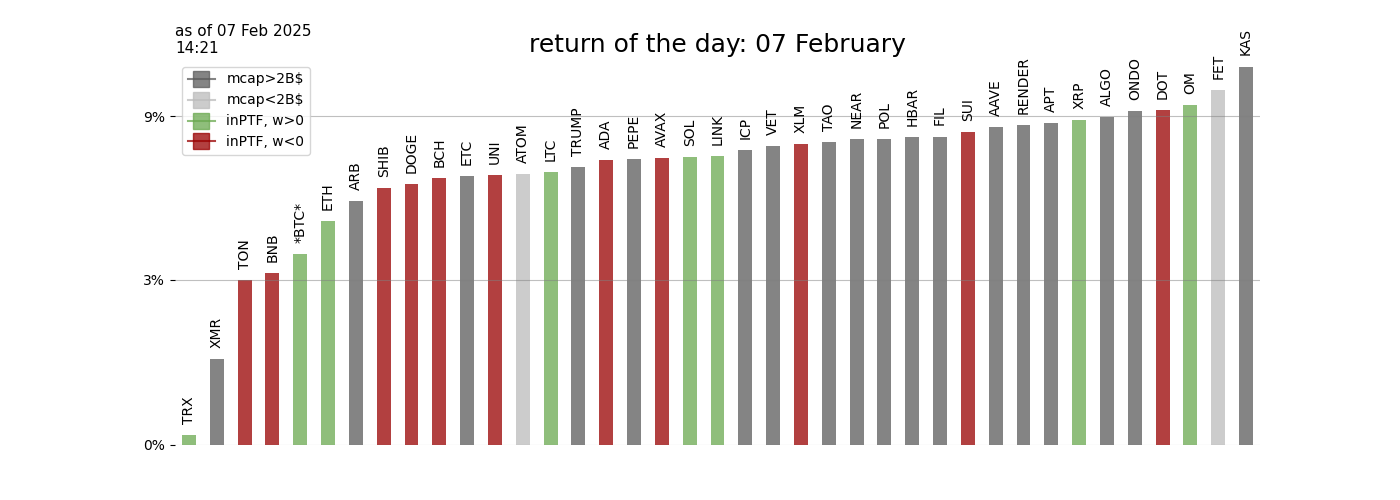 as of 07 Feb 2025
14:21
return of the day: 07 February
mcap>2B$
mcap<2B$
inPTF, w>0
inPTF, w<0
9%
3%
0%
TRX
XMR
TON
BNB
*BTC*
ETH
ARB
SHIB
DOGE
BCH
ETC
UNI
ATOM
LTC
TRUMP
ADA
PEPE
AVAX
SOL
LINK
ICP
VET
XLM
TAO
NEAR
POL
HBAR
FIL
SUI
AAVE
RENDER
APT
XRP
ALGO
ONDO
DOT
OM
FET
KAS